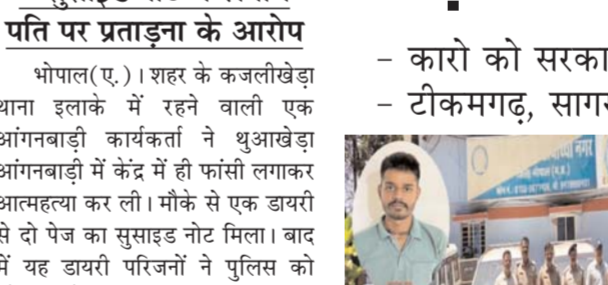 पति पर प्रताड़ना के आरोप
भोपाल(ए.)। शहर के कजलीखेड़ा
थाना इलाके में रहने वाली एक
आंगनबाड़ी कार्यकर्ता ने थुआखेड़ा
आंगनबाड़ी में केंद्र में ही फांसी लगाकर
आत्महत्या कर ली। मौके से एक डायरी
से दो पेज का सुसाइड नोट मिला। बाद
में यह डायरी परिजनों ने पुलिस को
- कारो को सरका
- टीकमगढ़, सागर